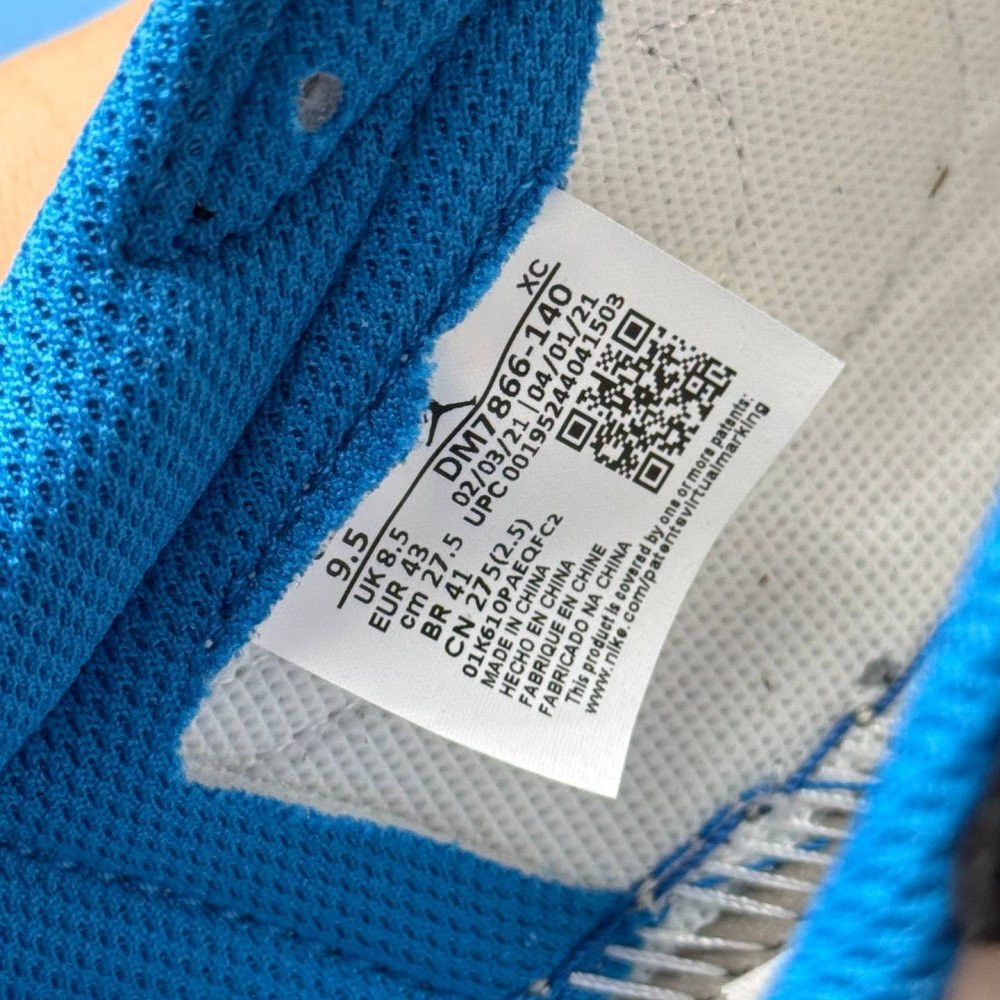 9.5 XC
UK 8.5 DM7866-140
EUR 43 02/03/21 | 04/01/21
cm 27.5 UPC 00195244041503
BR 41
CN 275(2.5)
01K610PAEQFC2
MADE IN CHINA
HECHO EN CHINA
FABRIQUE EN CHINE
FABRICADO NA CHINA
This product is covered by one or more patents:
www.nike.com/patentsvirtualmarking